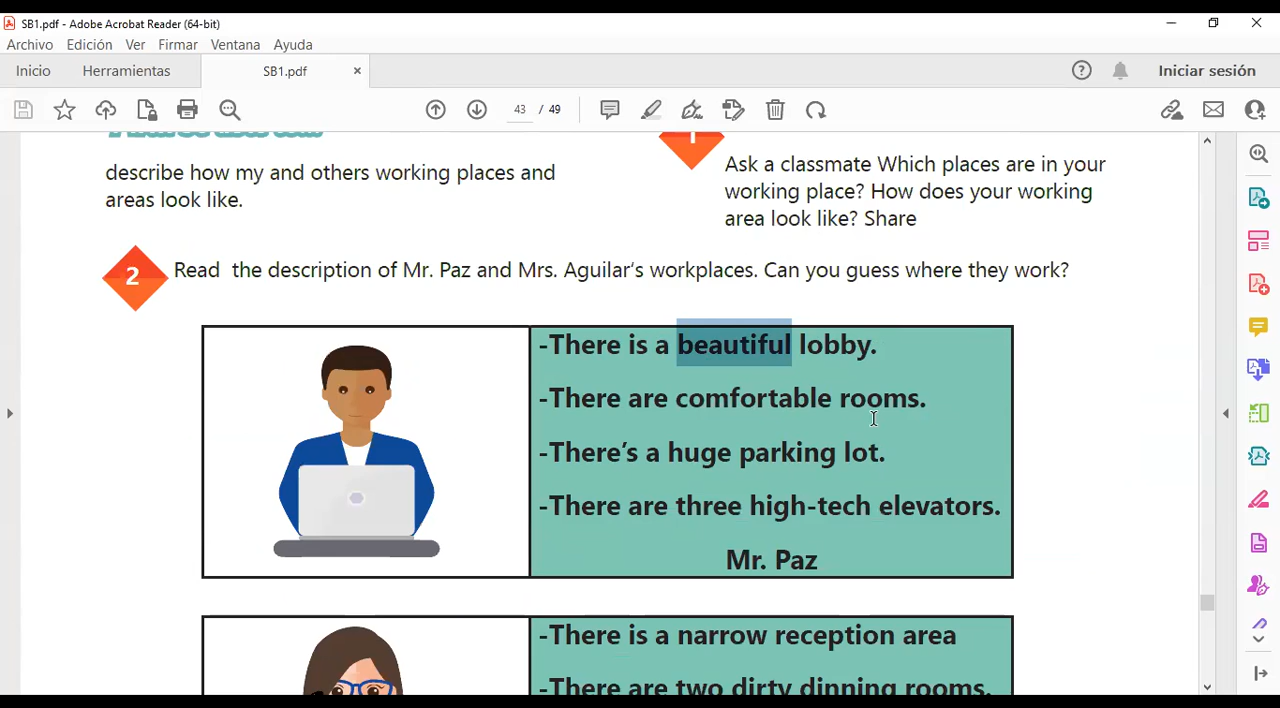 SB1.pdf - Adobe Acrobat Reader (64-bit)
Archivo Edición Ver Firmar Ventana Ayuda
Inicio Herramientas SB1.pdf × Iniciar sesión
43 / 49
describe how my and others working places and
areas look like.
1
Ask a classmate Which places are in your
working place? How does your working
area look like? Share
2 Read the description of Mr. Paz and Mrs. Aguilar's workplaces. Can you guess where they work?
-There is a beautiful lobby.
-There are comfortable rooms.
-There's a huge parking lot.
-There are three high-tech elevators.
Mr. Paz
-There is a narrow reception area
-There are two dirty dinning rooms.